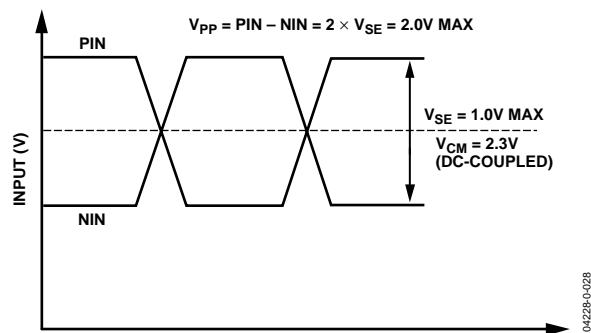 V_PP = PIN – NIN = 2 × V_SE = 2.0V MAX
PIN
V_SE = 1.0V MAX
V_CM = 2.3V
(DC-COUPLED)
INPUT (V)
NIN
04228-0-028